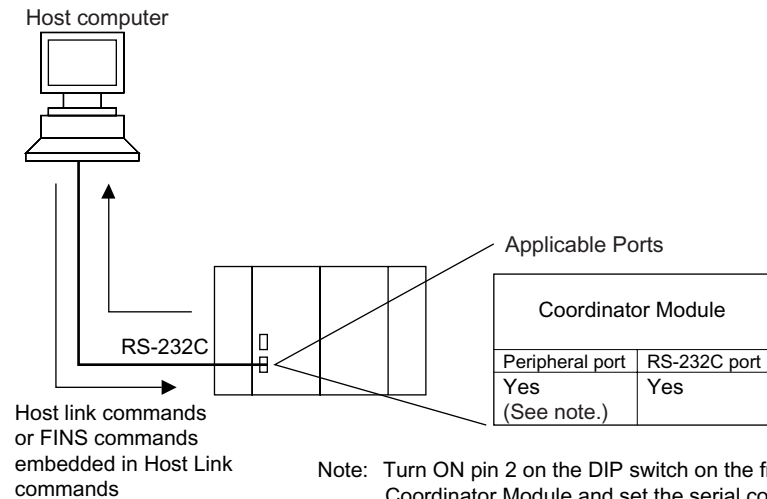 Host computer
Applicable Ports
Coordinator Module
RS-232C
Peripheral port RS-232C port
Yes Yes
(See note.)
Host link commands
or FINS commands
embedded in Host Link
commands
Note: Turn ON pin 2 on the DIP switch on the
Coordinator Module and set the serial